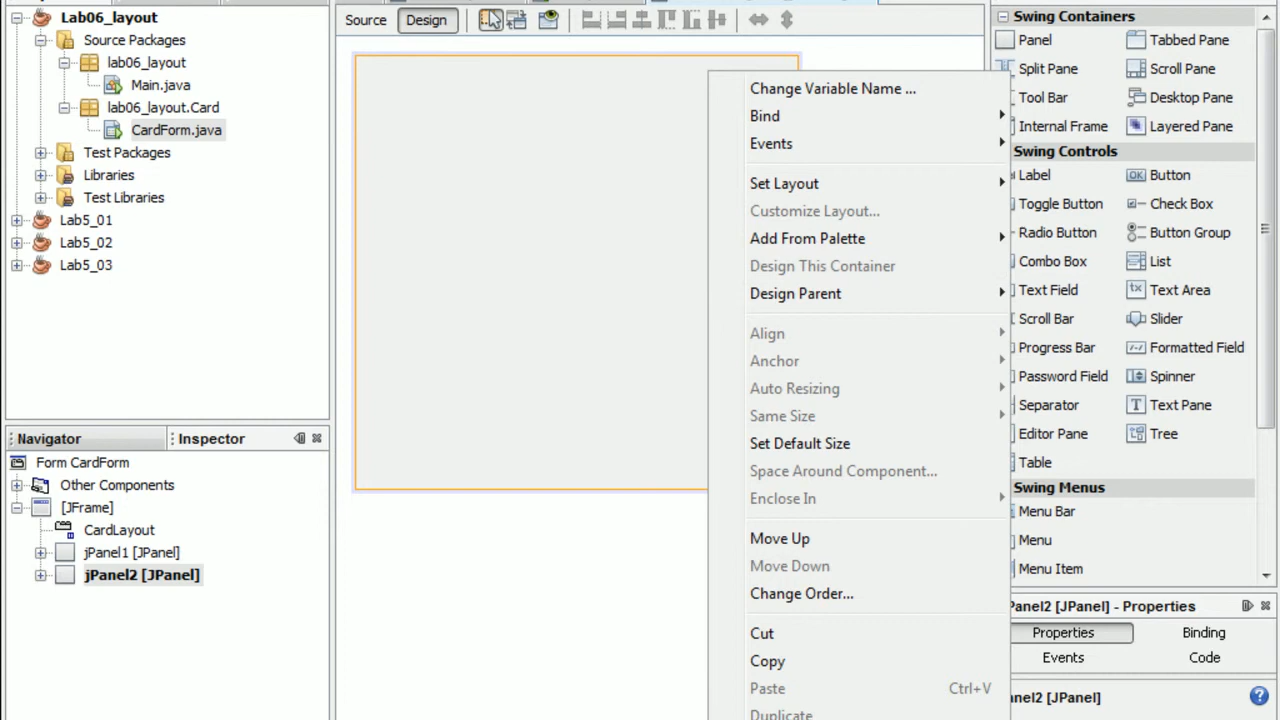 Lab06_layout
Source Packages
lab06_layout
Main.java
lab06_layout.Card
CardForm.java
Test Packages
Libraries
Test Libraries
Lab5_01
Lab5_02
Lab5_03
Navigator
Inspector
Form CardForm
Other Components
[JFrame]
CardLayout
jPanel1 [JPanel]
jPanel2 [JPanel]
Source
Design
Change Variable Name ...
Bind
Events
Set Layout
Customize Layout...
Add From Palette
Design This Container
Design Parent
Align
Anchor
Auto Resizing
Same Size
Set Default Size
Space Around Component...
Enclose In
Move Up
Move Down
Change Order...
Cut
Copy
Paste Ctrl+V
Duplicate
Swing Containers
Panel
Tabbed Pane
Split Pane
Scroll Pane
Tool Bar
Desktop Pane
Internal Frame
Layered Pane
Swing Controls
Label
OK Button
Toggle Button
Check Box
Radio Button
Button Group
Combo Box
List
Text Field
Text Area
Scroll Bar
Slider
Progress Bar
Formatted Field
Password Field
Spinner
Separator
Text Pane
Editor Pane
Tree
Table
Swing Menus
Menu Bar
Menu
Menu Item
Panel2 [JPanel] - Properties
Properties
Binding
Events
Code
nel2 [JPanel]